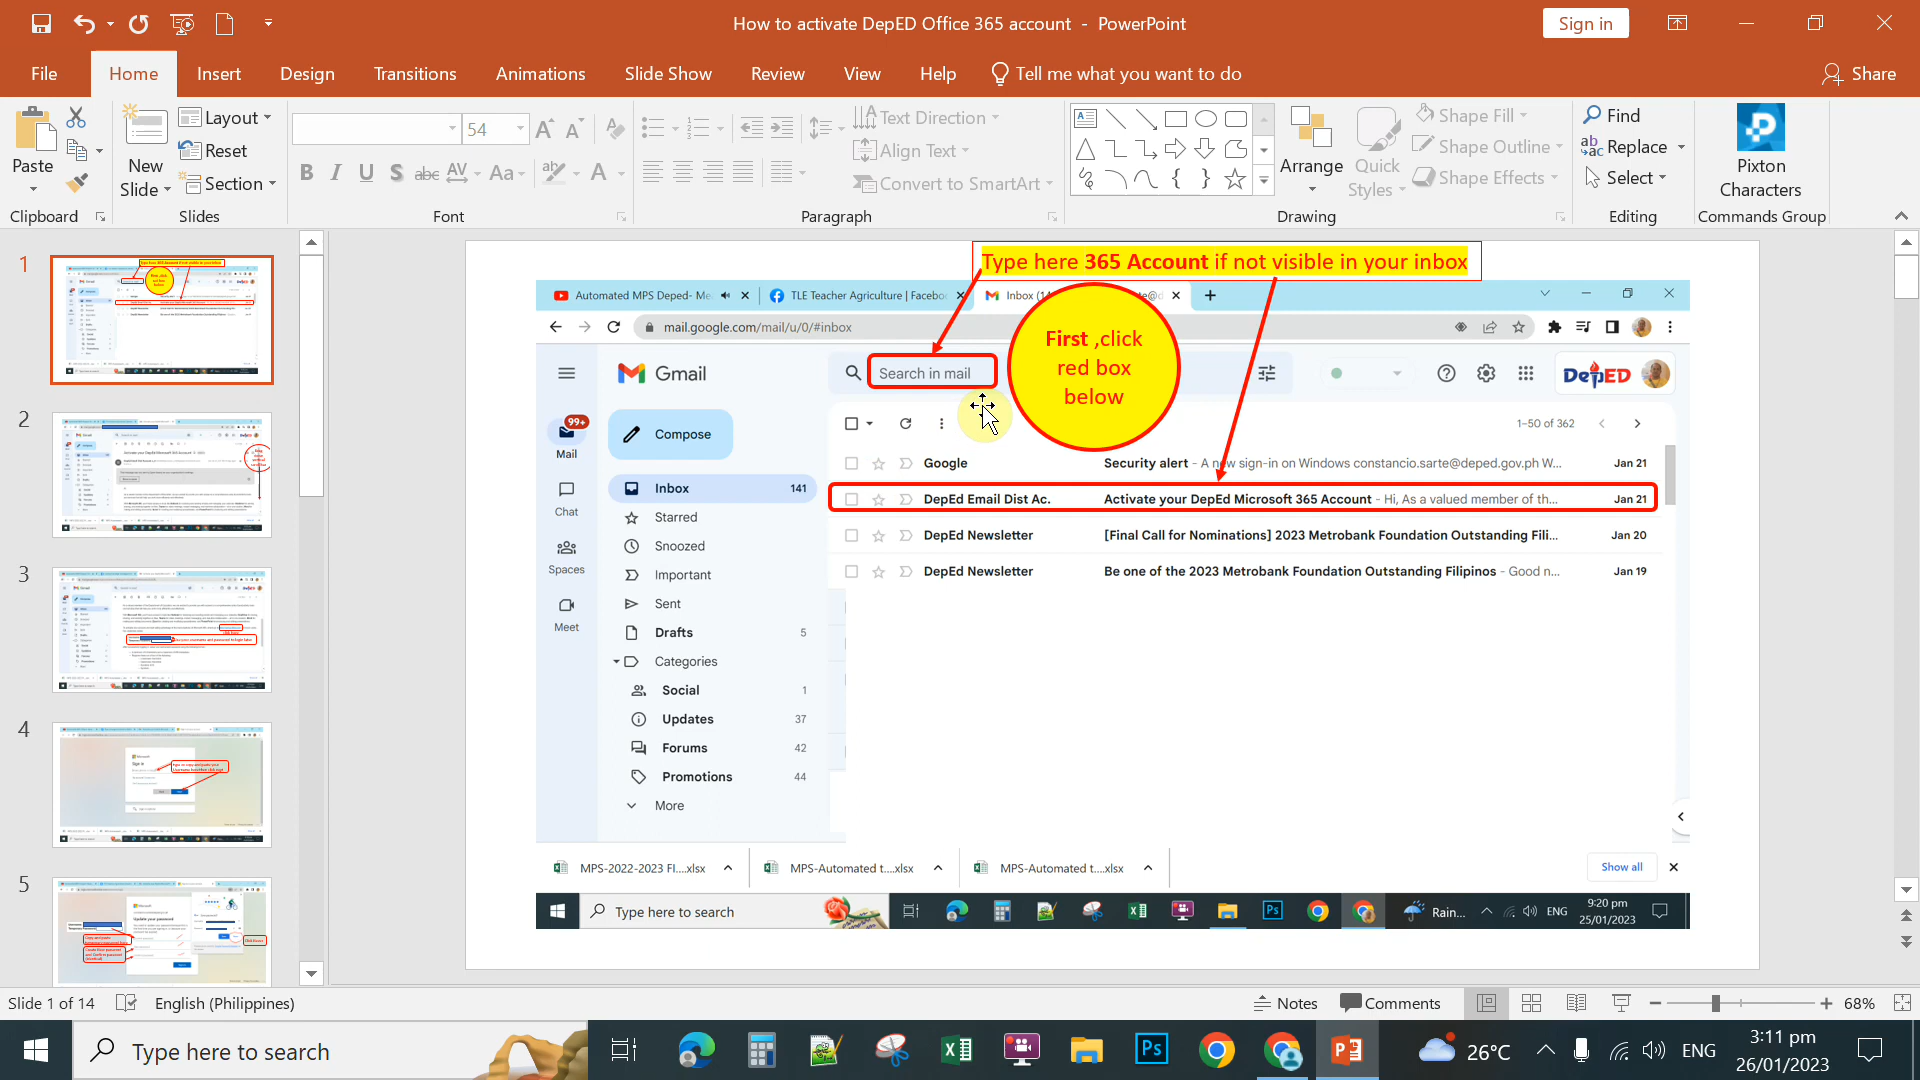 How to activate DepED Office 365 account - PowerPoint
Sign in
File Home Insert Design Transitions Animations Slide Show Review View Help Tell me what you want to do Share
Paste
New Slide
Layout
Reset
Section
54
B I U S abc AV Aa A
Text Direction
Align Text
Convert to SmartArt
Arrange
Quick Styles
Shape Fill
Shape Outline
Shape Effects
Find
Replace
Select
Pixton Characters
Clipboard Slides Font Paragraph Drawing Editing Commands Group
1
2
3
4
5
Type here 365 Account if not visible in your inbox
Automated MPS Deped- Me
TLE Teacher Agriculture | Faceboo
Inbox (14
mail.google.com/mail/u/0/#inbox
First ,click
red box
below
Gmail
Search in mail
DepED
99+
Mail
Chat
Spaces
Meet
Compose
Inbox 141
Starred
Snoozed
Important
Sent
Drafts 5
Categories
Social 1
Updates 37
Forums 42
Promotions 44
More
1–50 of 362
Google Security alert - A new sign-in on Windows constancio.sarte@deped.gov.ph W... Jan 21
DepEd Email Dist Ac. Activate your DepEd Microsoft 365 Account - Hi, As a valued member of th... Jan 21
DepEd Newsletter [Final Call for Nominations] 2023 Metrobank Foundation Outstanding Fili... Jan 20
DepEd Newsletter Be one of the 2023 Metrobank Foundation Outstanding Filipinos - Good n... Jan 19
MPS-2022-2023 FI....xlsx
MPS-Automated t....xlsx
MPS-Automated t....xlsx
Show all
Type here to search
Rain...
ENG
9:20 pm
25/01/2023
Slide 1 of 14 English (Philippines) Notes Comments 68%
Type here to search
26°C
ENG
3:11 pm
26/01/2023